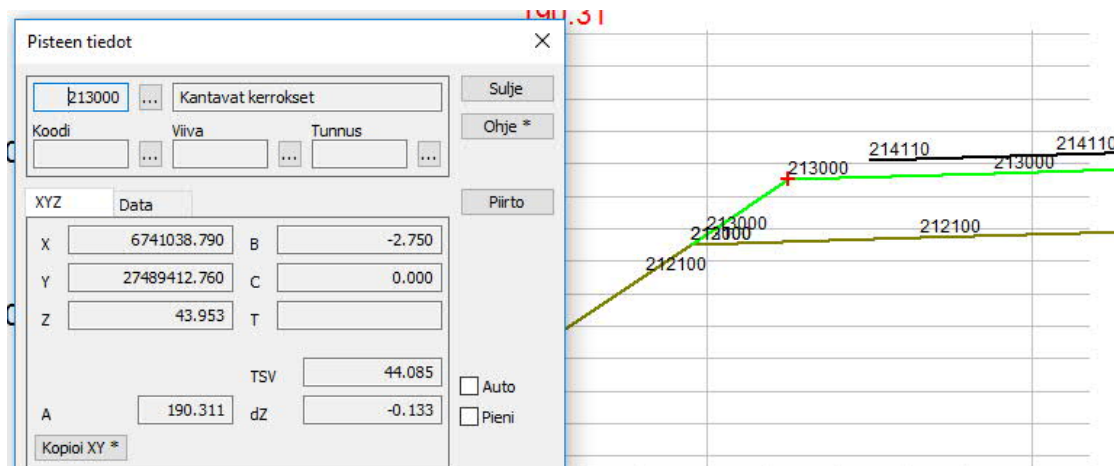 190.31
Pisteen tiedot
213000 ... Kantavat kerrokset
Sulje
Koodi Viiva Tunnus
Ohje *
... ... ...
XYZ Data
Piirto
X 6741038.790 B -2.750
Y 27489412.760 C 0.000
Z 43.953 T
TSV 44.085
Auto
A 190.311 dZ -0.133
Pieni
Kopioi XY *
214110 214110
213000 213000
213000
212100
212100